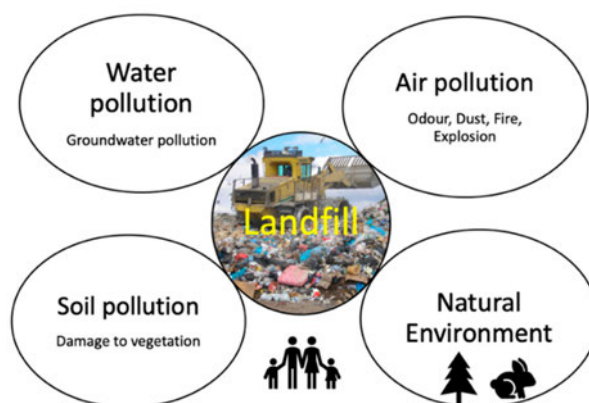 Water
pollution
Groundwater pollution
Air pollution
Odour, Dust, Fire,
Explosion
Landfill
Soil pollution
Damage to vegetation
Natural
Environment